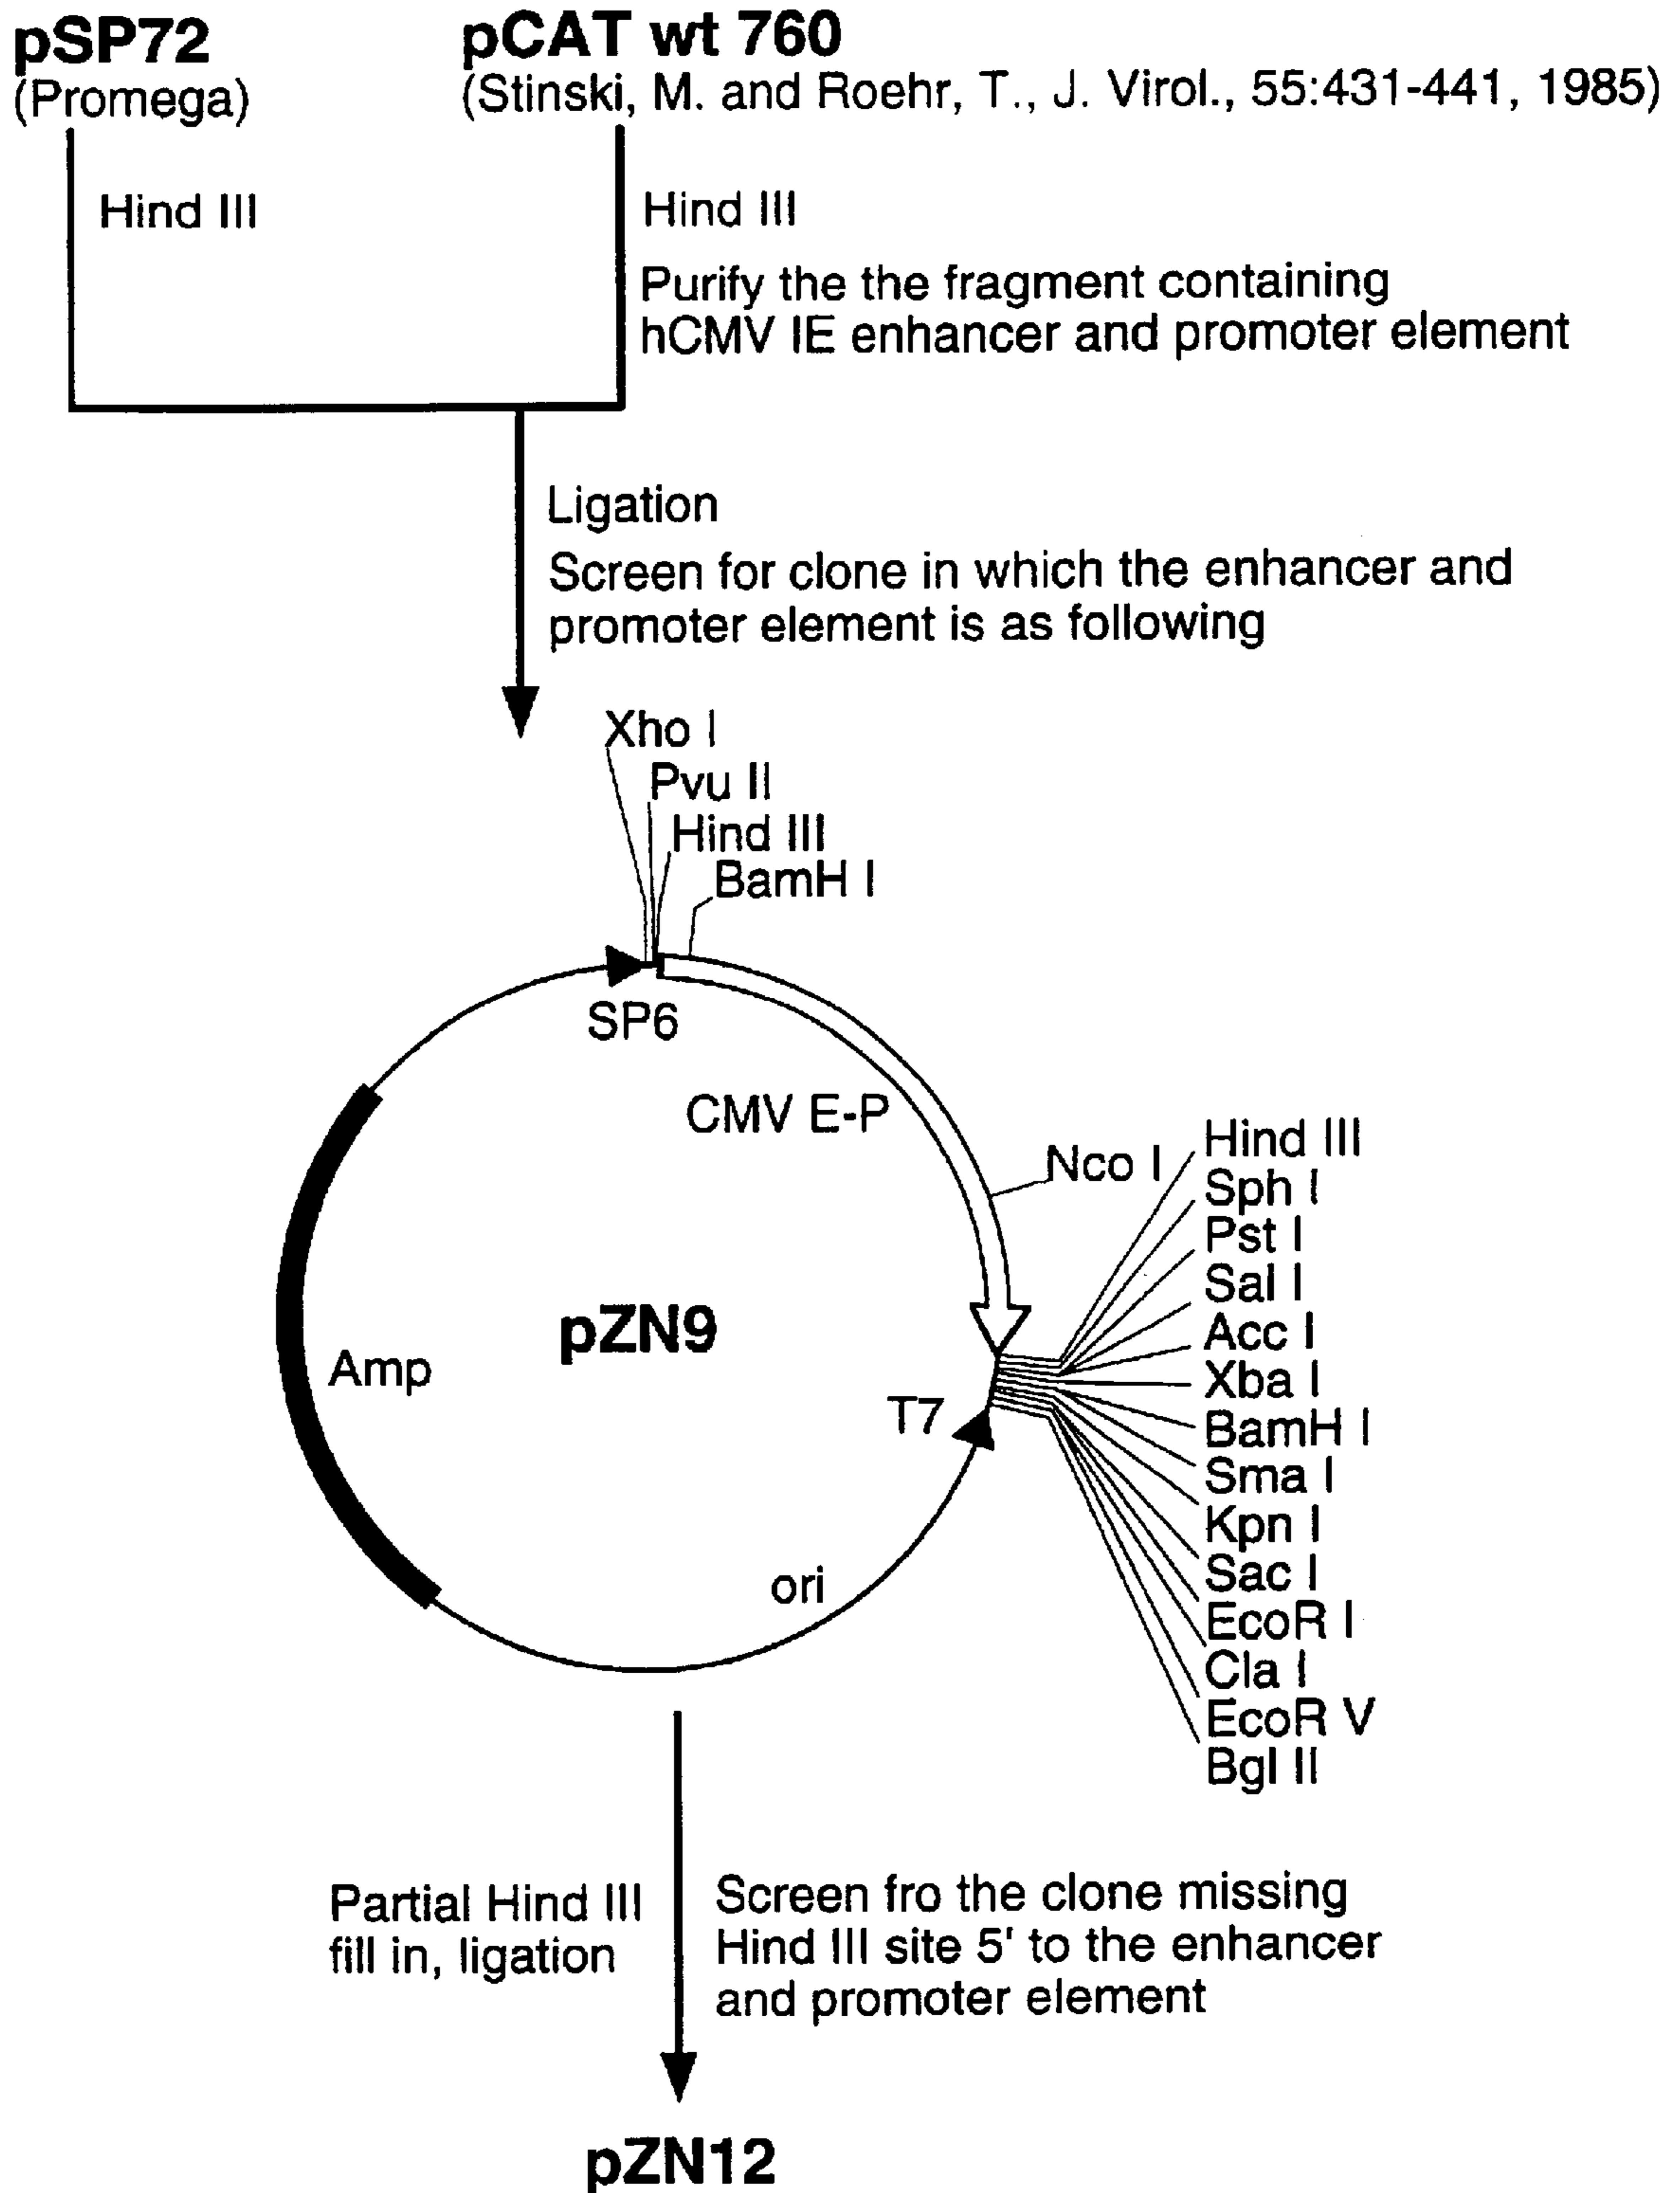 pSP72
(Promega)
pCAT wt 760
(Stinski, M. and Roehr, T., J. Virol., 55:431-441, 1985)
Hind III
Hind III
Purify the the fragment containing
hCMV IE enhancer and promoter element
Ligation
Screen for clone in which the enhancer and
promoter element is as following
Xho I
Pvu II
Hind III
BamH I
SP6
CMV E-P
Nco I
Hind III
Sph I
Pst I
Sal I
Acc I
Xba I
BamH I
Sma I
Kpn I
Sac I
EcoR I
Cla I
EcoR V
Bgl II
pZN9
Amp
T7
ori
Partial Hind III
fill in, ligation
Screen fro the clone missing
Hind III site 5' to the enhancer
and promoter element
pZN12